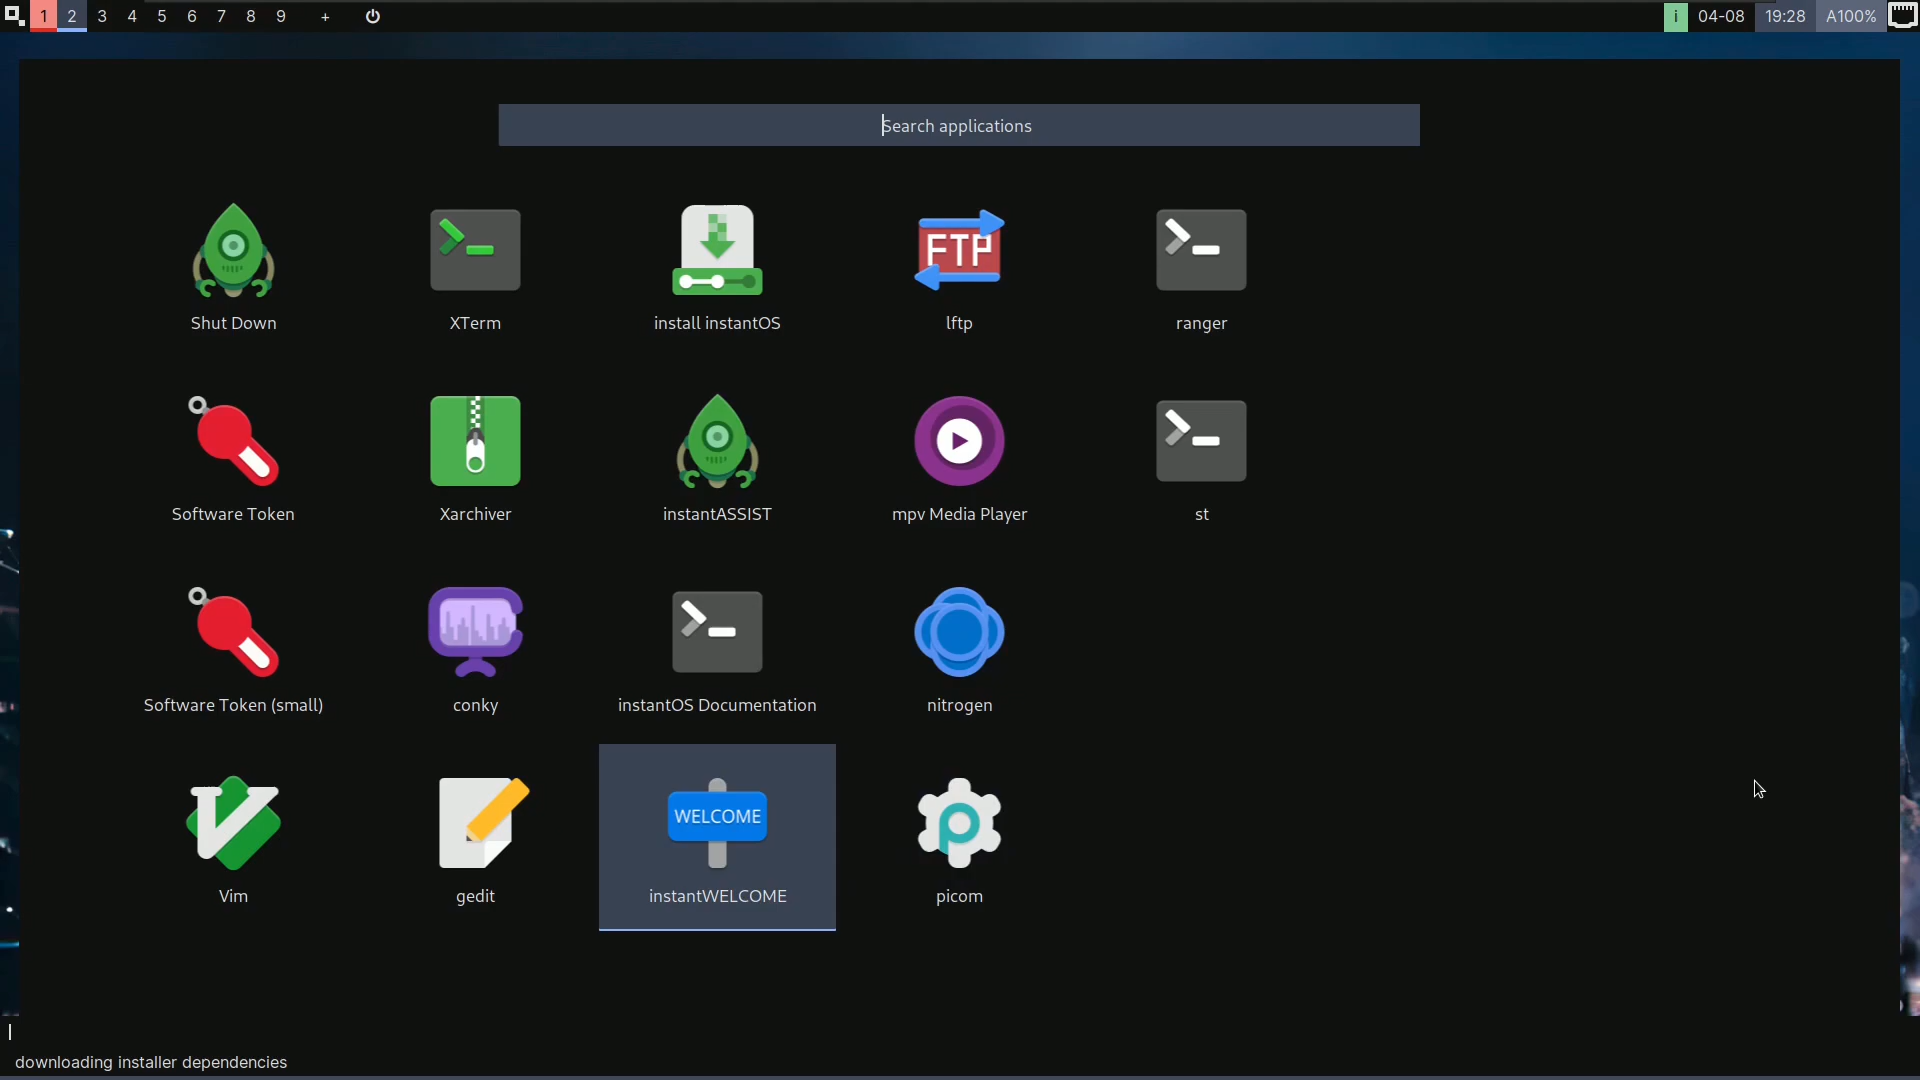 1 2 3 4 5 6 7 8 9 +
i 04-08 19:28 A100%
Search applications
FTP
Shut Down
XTerm
install instantOS
lftp
ranger
Software Token
Xarchiver
instantASSIST
mpv Media Player
st
Software Token (small)
conky
instantOS Documentation
nitrogen
WELCOME
Vim
gedit
instantWELCOME
picom
downloading installer dependencies